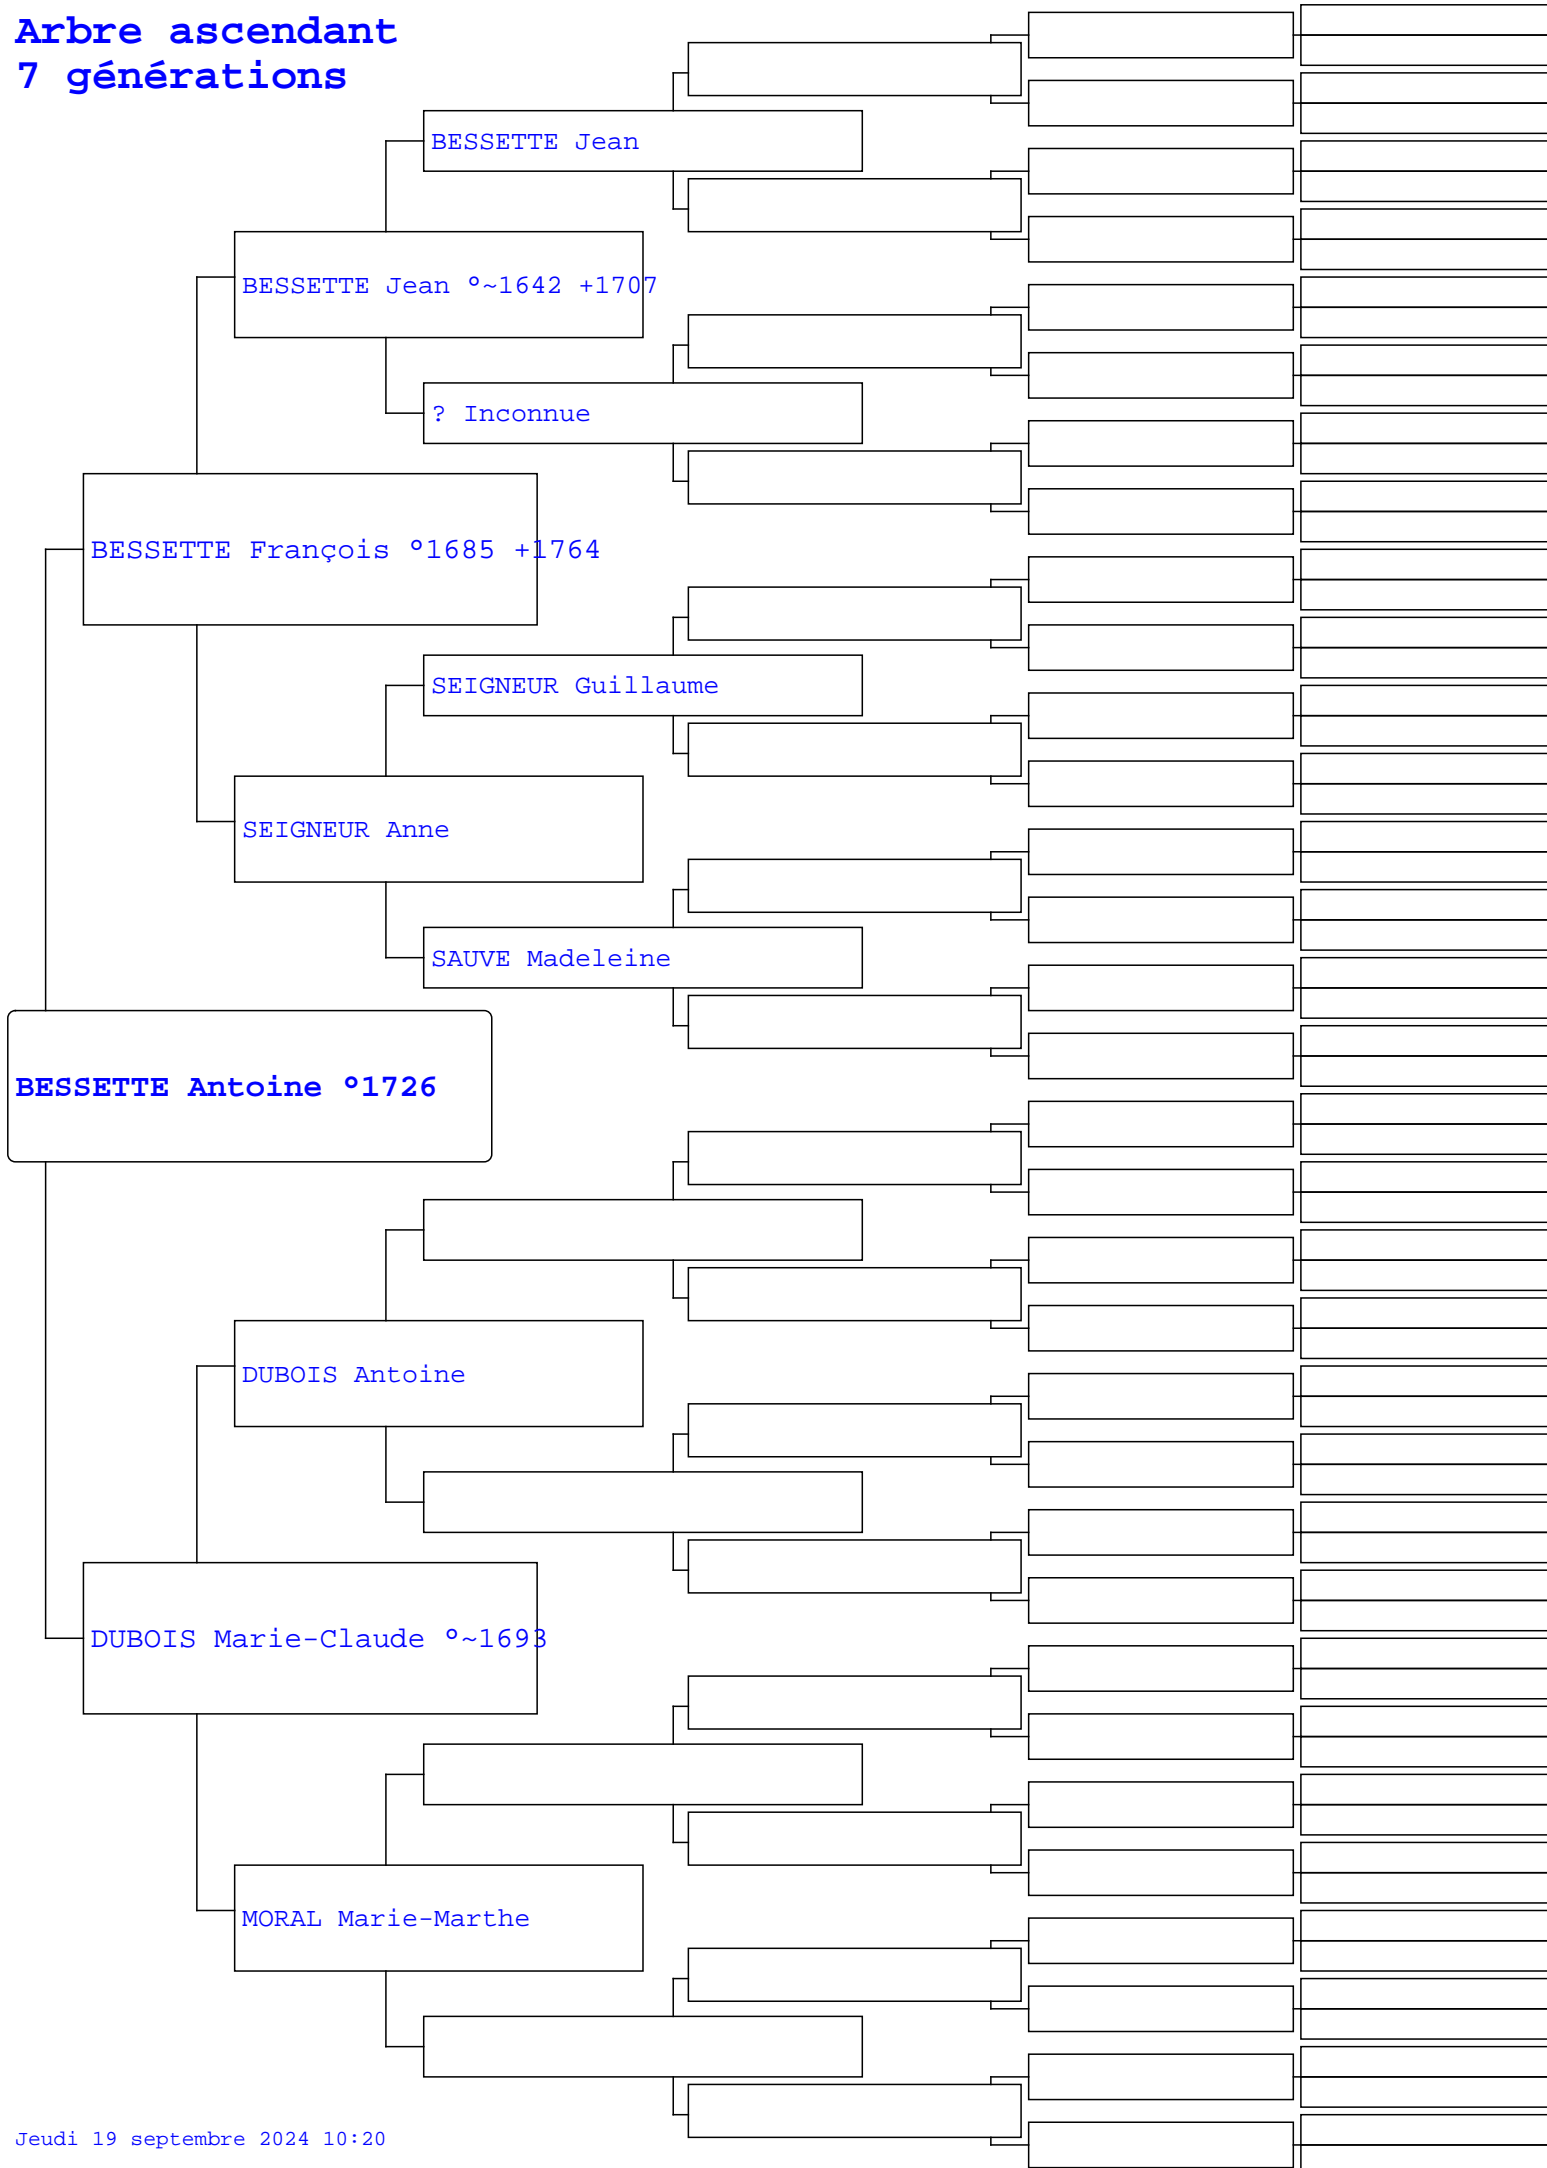 Arbre ascendant
7 générations
BESSETTE Jean
BESSETTE Jean °~1642 +1707
? Inconnue
BESSETTE François °1685 +1764
SEIGNEUR Guillaume
SEIGNEUR Anne
SAUVE Madeleine
BESSETTE Antoine °1726
DUBOIS Antoine
DUBOIS Marie-Claude °~1693
MORAL Marie-Marthe
Jeudi 19 septembre 2024 10:20